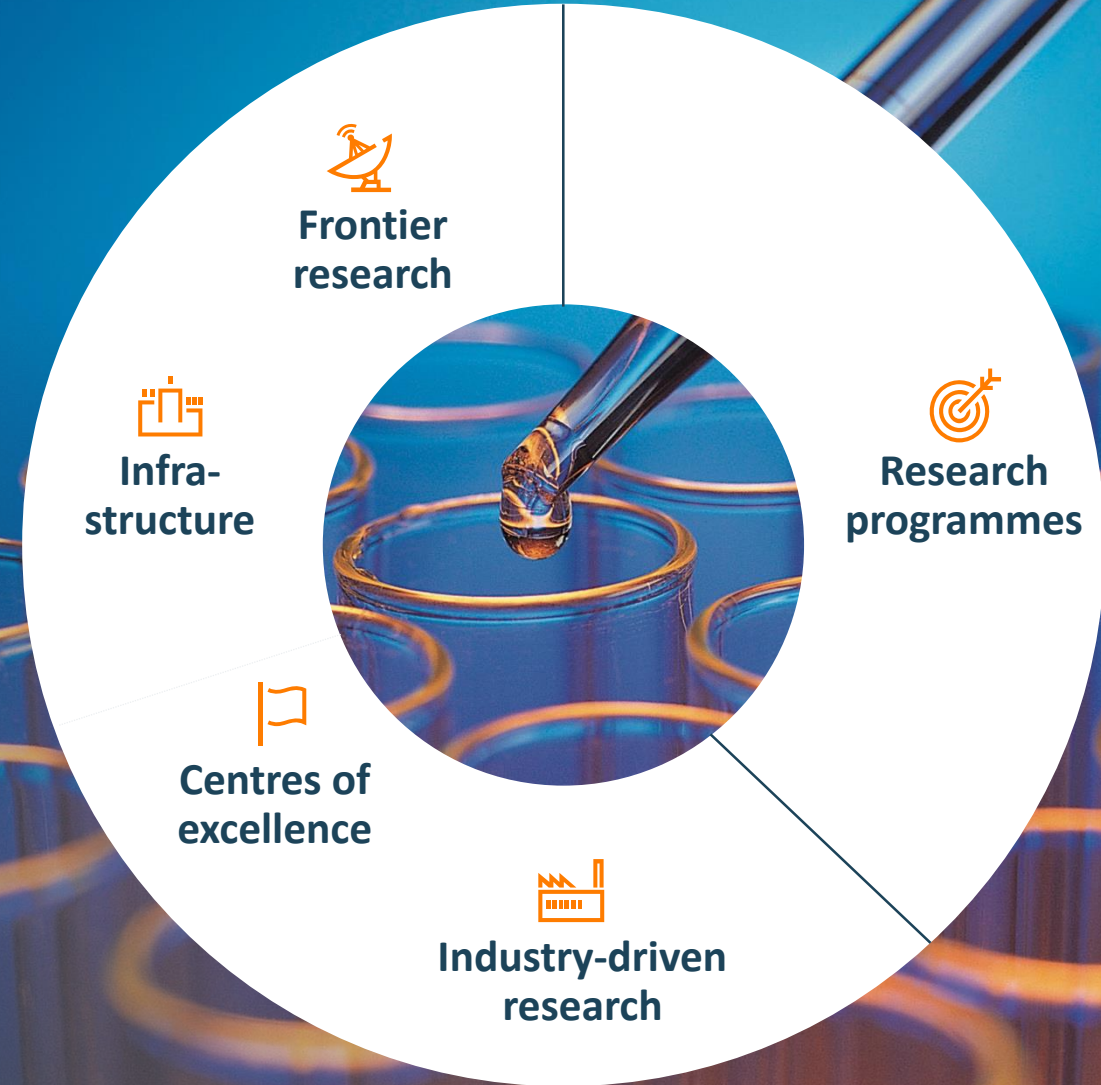 Frontier
research
Infra-
structure
Research
programmes
Centres of
excellence
Industry-driven
research